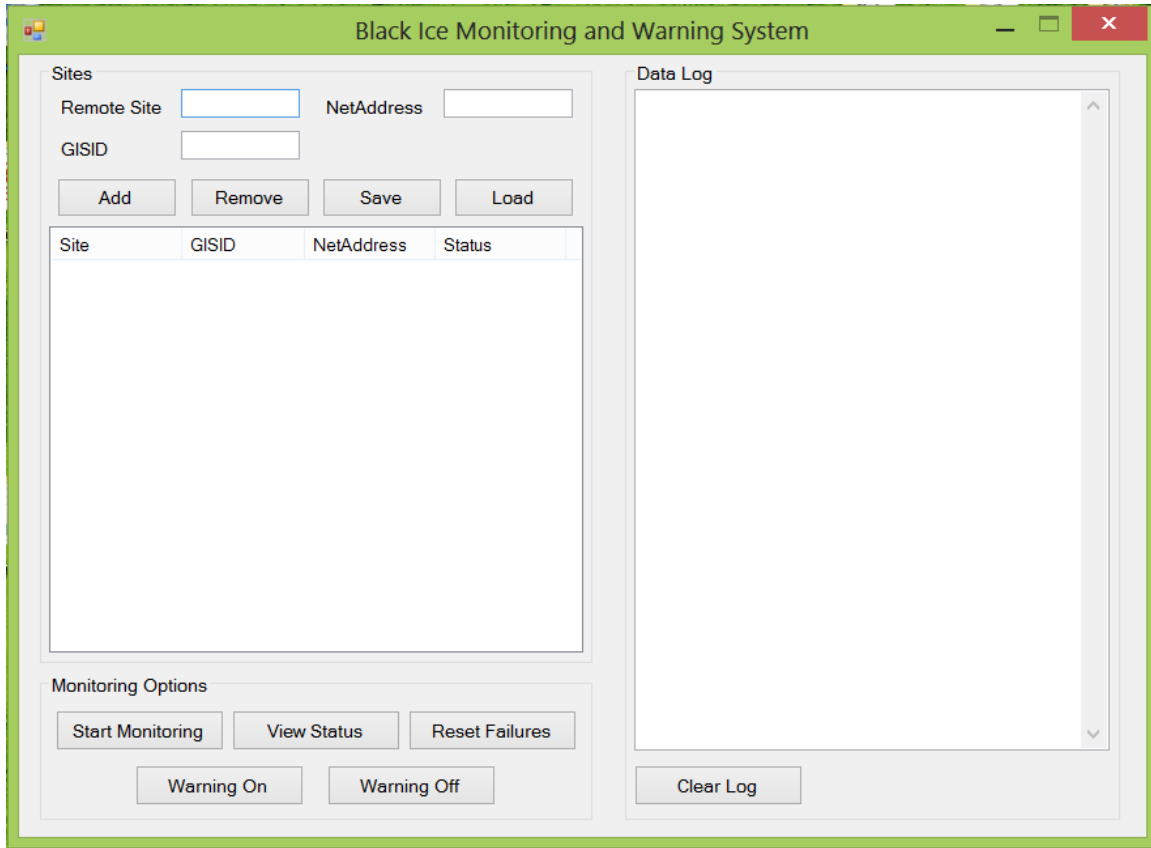 Black Ice Monitoring and Warning System
Sites
Remote Site NetAddress
GISID
Add Remove Save Load
Site GISID NetAddress Status
Monitoring Options
Start Monitoring View Status Reset Failures
Warning On Warning Off
Data Log
Clear Log